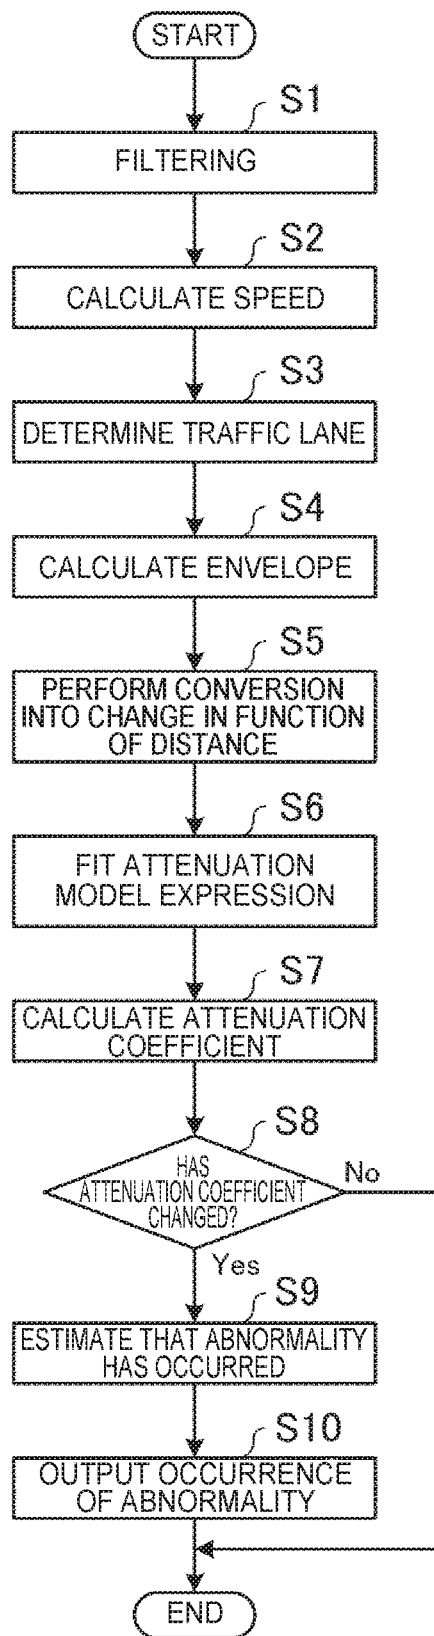 START
S1
FILTERING
S2
CALCULATE SPEED
S3
DETERMINE TRAFFIC LANE
S4
CALCULATE ENVELOPE
S5
PERFORM CONVERSION
INTO CHANGE IN FUNCTION
OF DISTANCE
S6
FIT ATTENUATION
MODEL EXPRESSION
S7
CALCULATE ATTENUATION
COEFFICIENT
S8
HAS
ATTENUATION COEFFICIENT
CHANGED?
No
Yes
S9
ESTIMATE THAT ABNORMALITY
HAS OCCURRED
S10
OUTPUT OCCURRENCE
OF ABNORMALITY
END